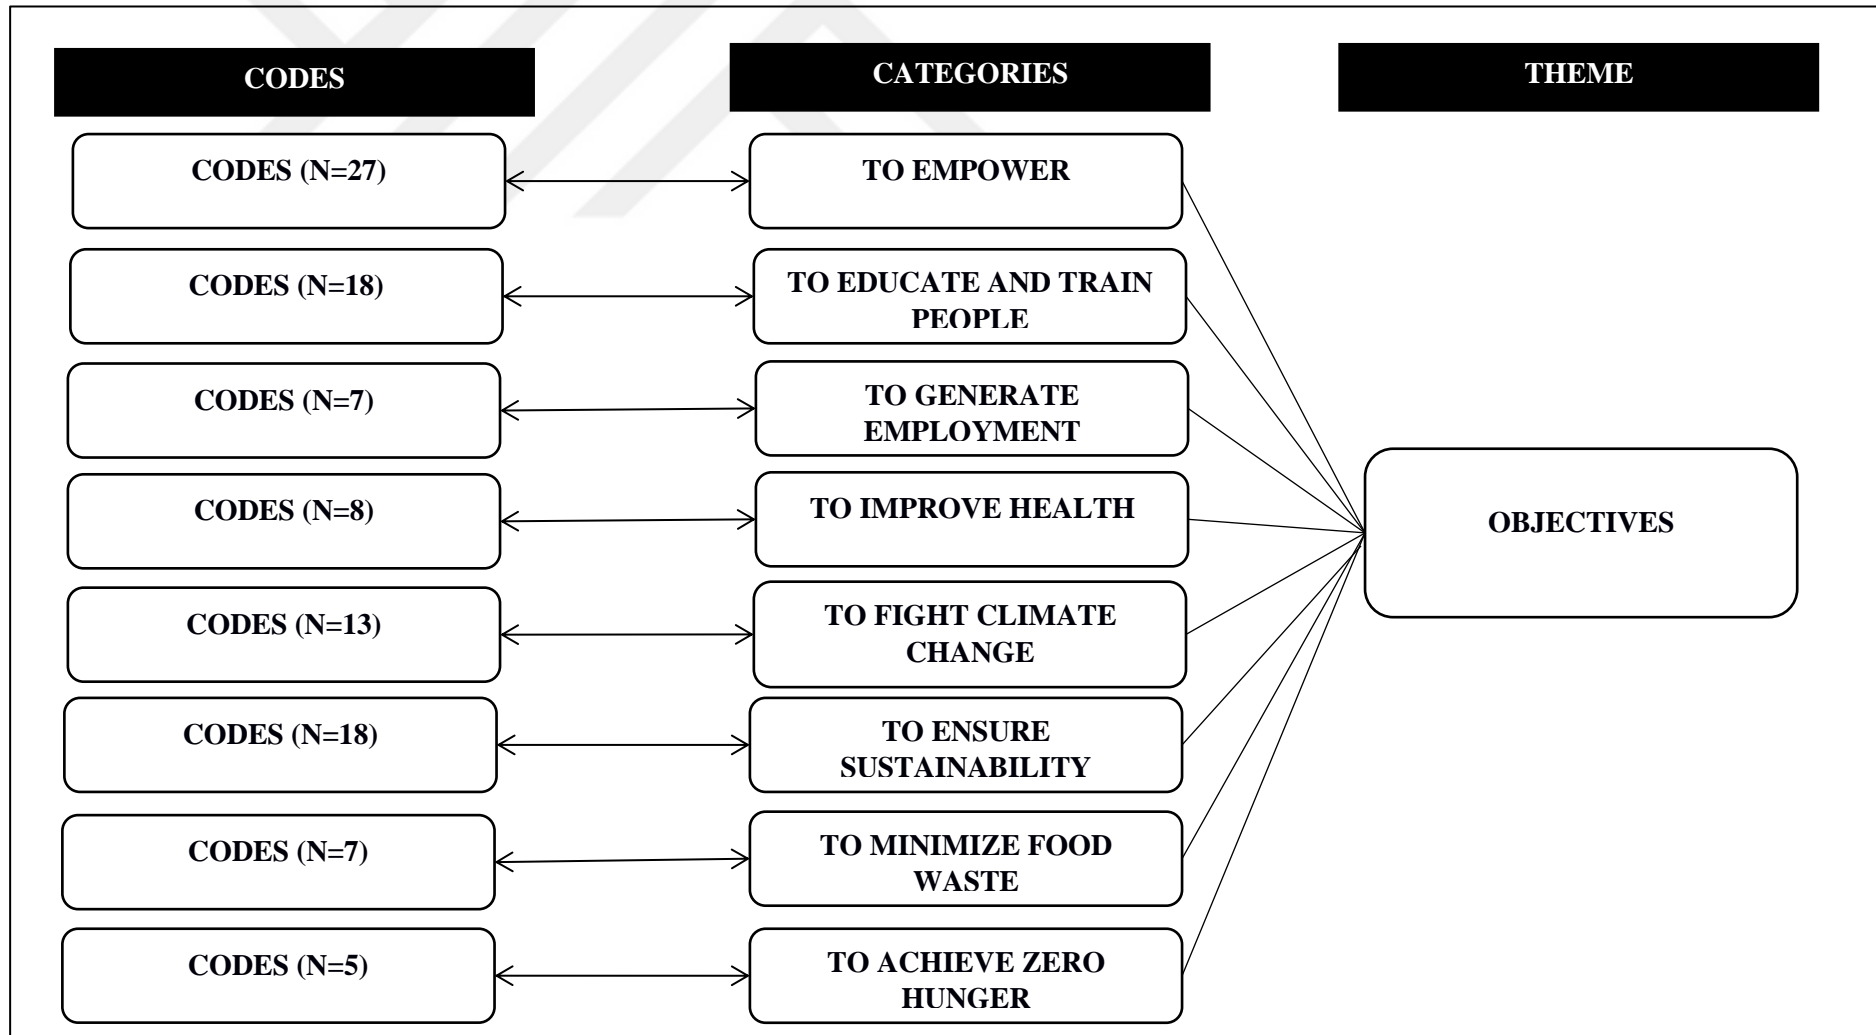 CODES
CATEGORIES
THEME
CODES (N=27)
TO EMPOWER
CODES (N=18)
TO EDUCATE AND TRAIN
PEOPLE
CODES (N=7)
TO GENERATE
EMPLOYMENT
CODES (N=8)
TO IMPROVE HEALTH
OBJECTIVES
CODES (N=13)
TO FIGHT CLIMATE
CHANGE
CODES (N=18)
TO ENSURE
SUSTAINABILITY
CODES (N=7)
TO MINIMIZE FOOD
WASTE
CODES (N=5)
TO ACHIEVE ZERO
HUNGER